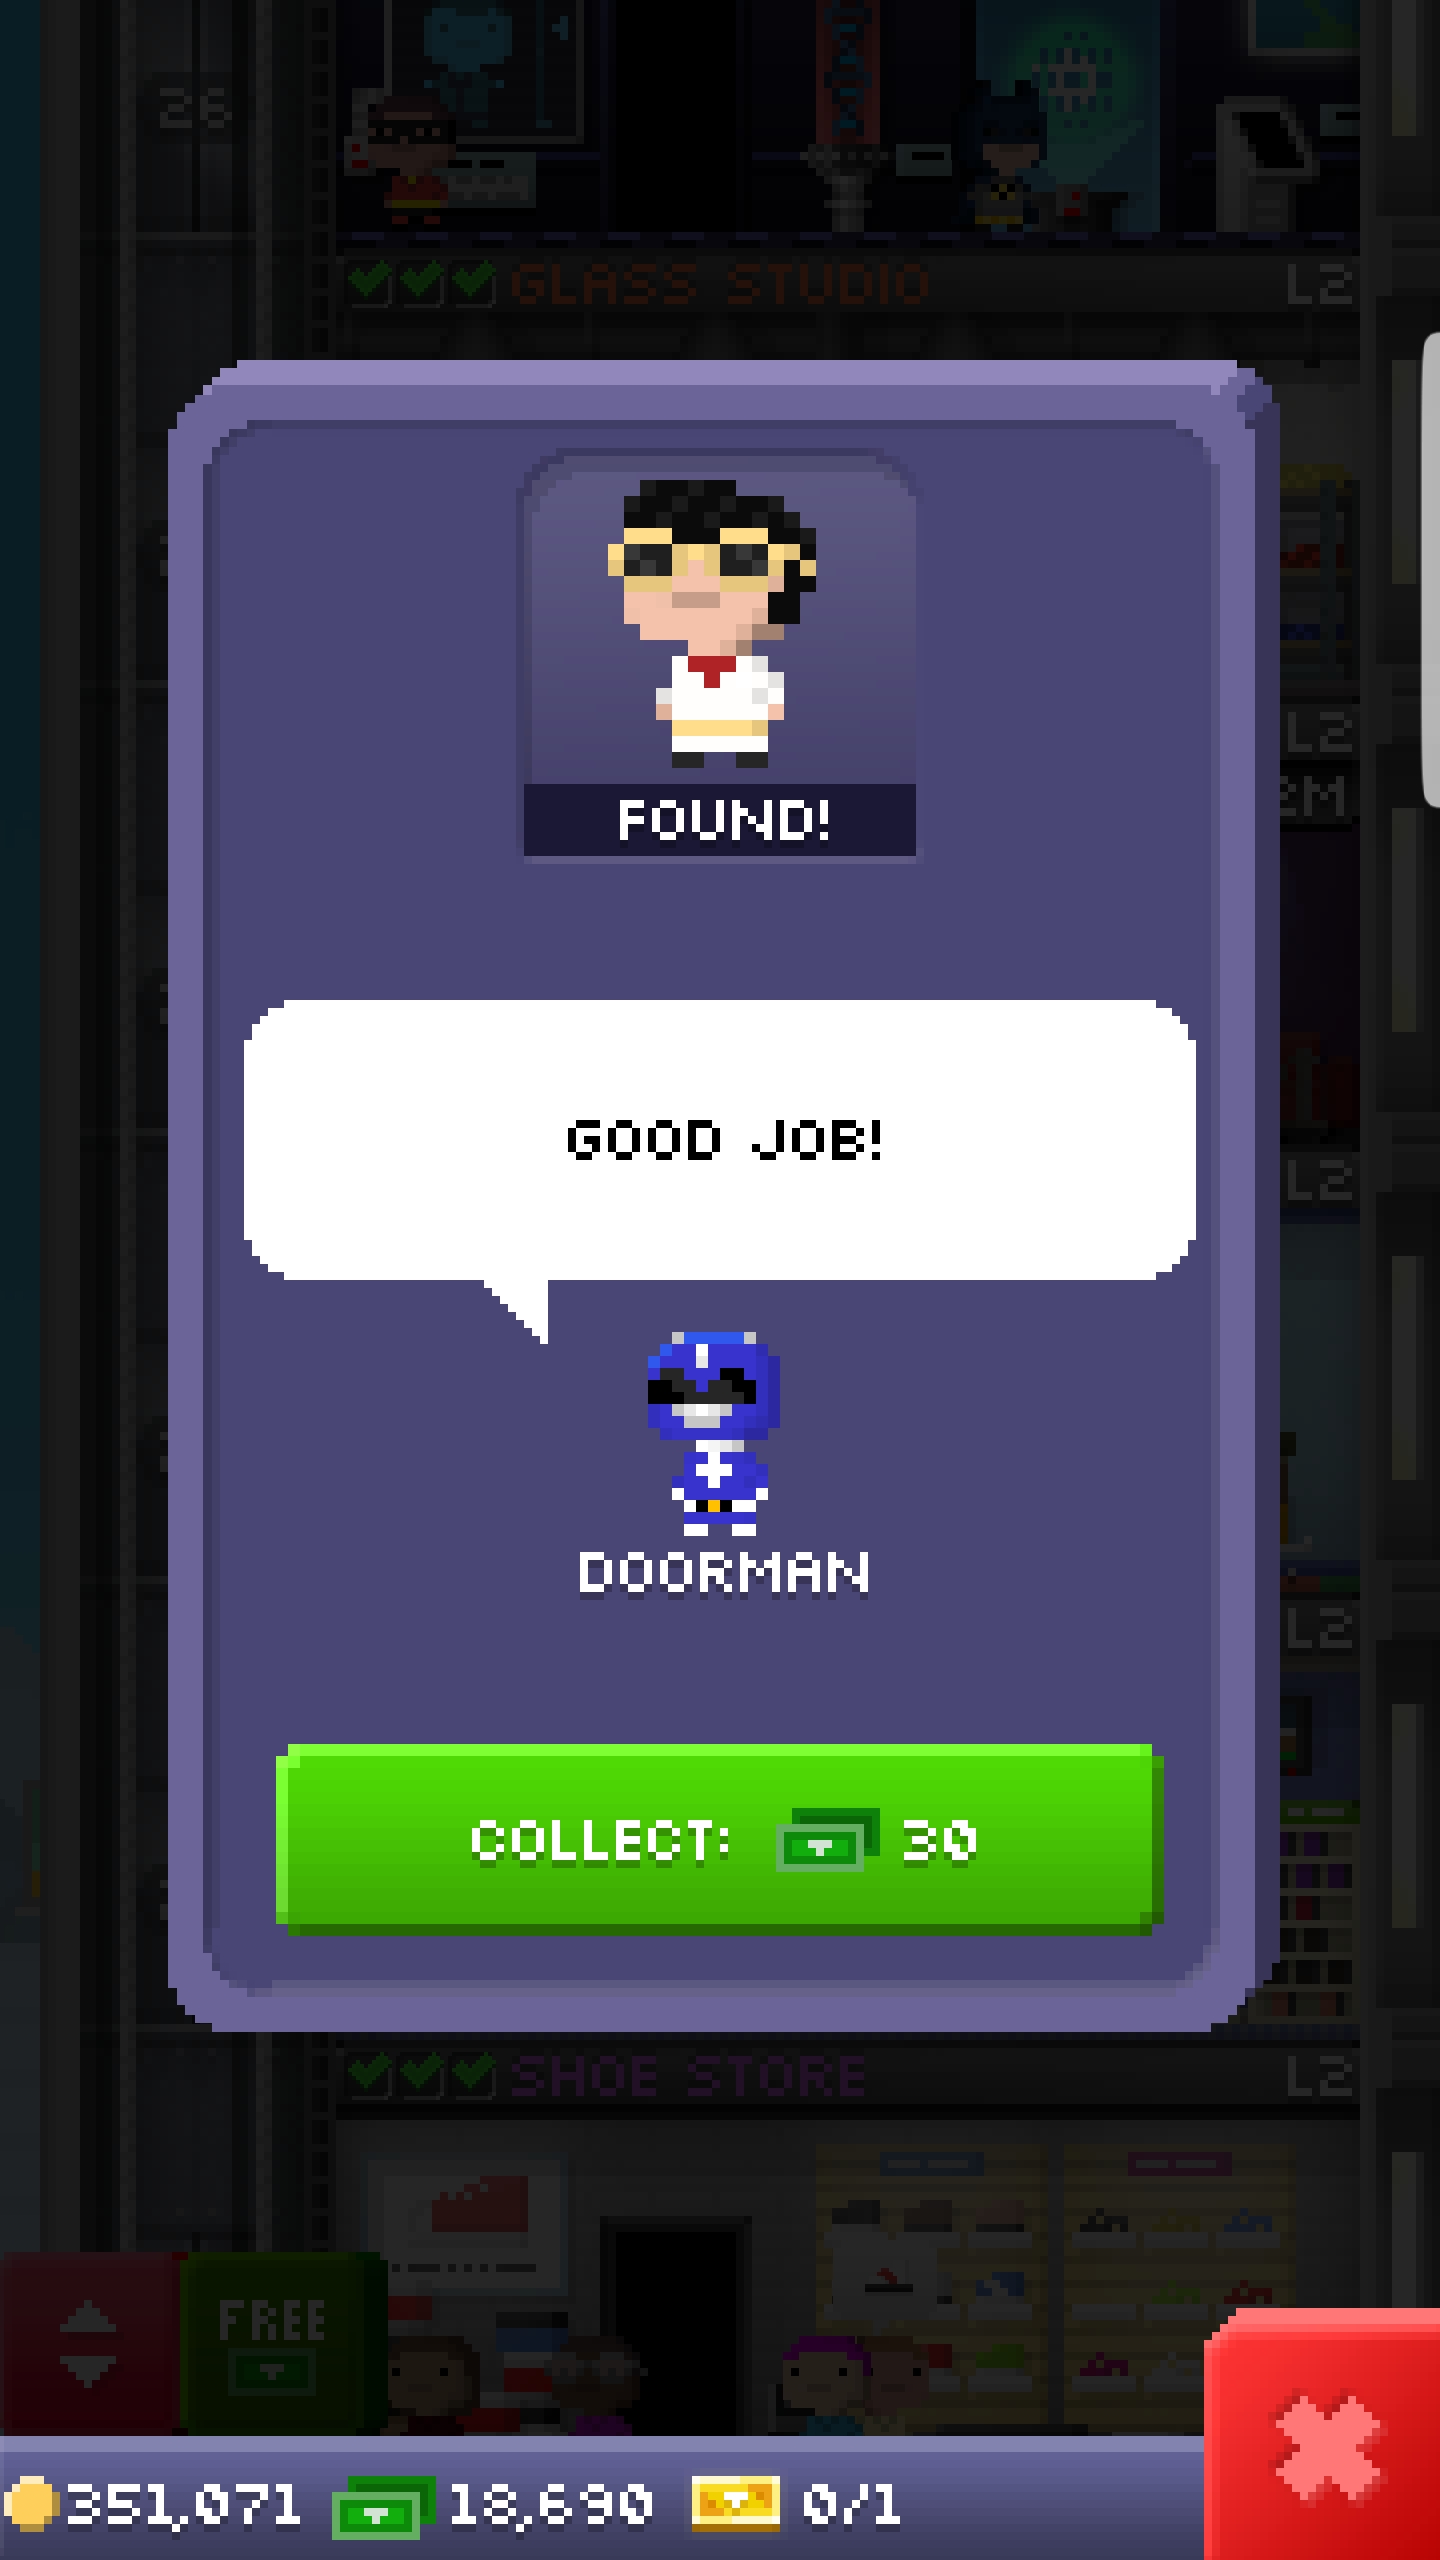 26
GLASS STUDIO L2
FOUND!
L2
2M
GOOD JOB!
L2
DOORMAN
L2
COLLECT: 30
SHOE STORE L2
FREE
351,071 18,690 0/1